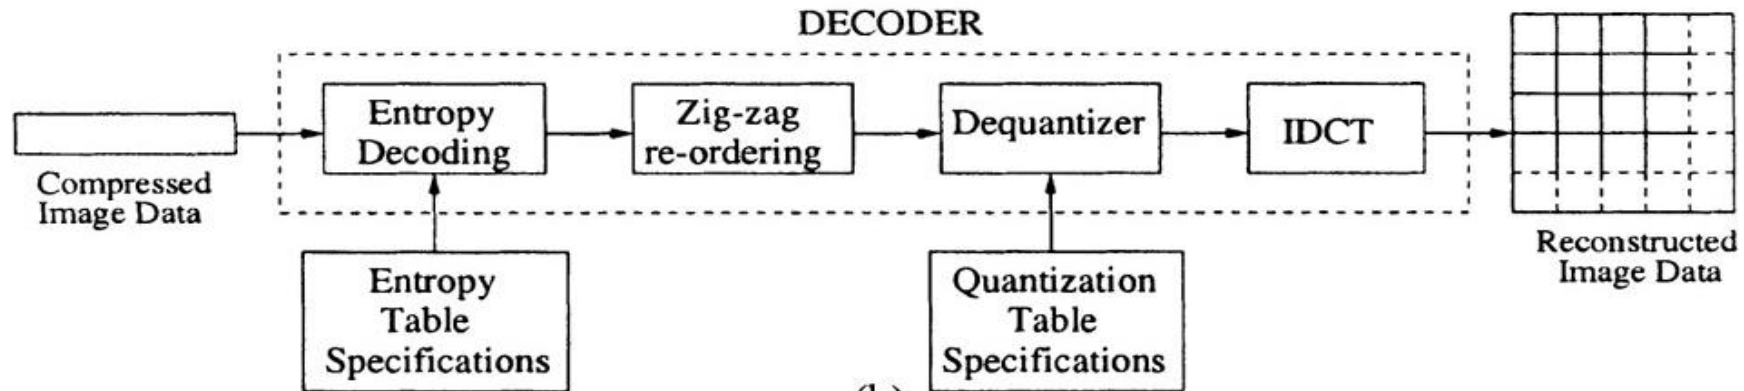 DECODER
Entropy
Decoding
Zig-zag
re-ordering
Dequantizer
IDCT
Compressed
Image Data
Reconstructed
Image Data
Entropy
Table
Specifications
Quantization
Table
Specifications